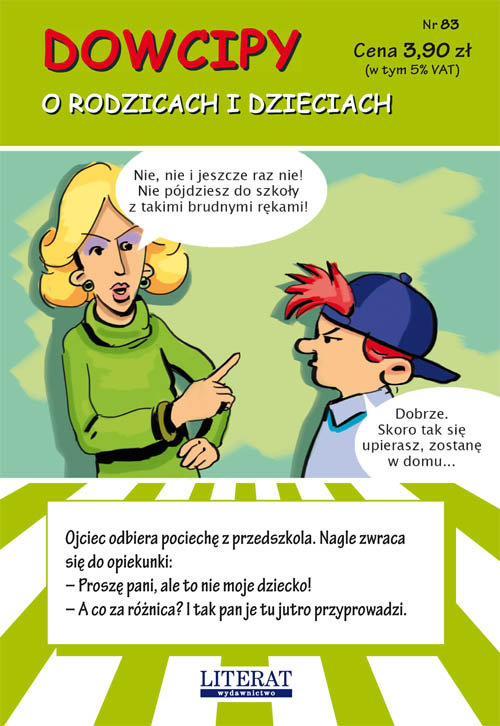 Nr 83
DOWCIPY
Cena 3,90 zł
(w tym 5% VAT)
O RODZICACH I DZIECIACH
Nie, nie i jeszcze raz nie!
Nie pójdziesz do szkoły
z takimi brudnymi rękami!
Dobrze.
Skoro tak się
upierasz, zostanę
w domu...
Ojciec odbiera pociechę z przedszkola. Nagle zwraca
się do opiekunki:
– Proszę pani, ale to nie moje dziecko!
– A co za różnica? I tak pan je tu jutro przyprowadzi.
LITERAT
wydawnictwo